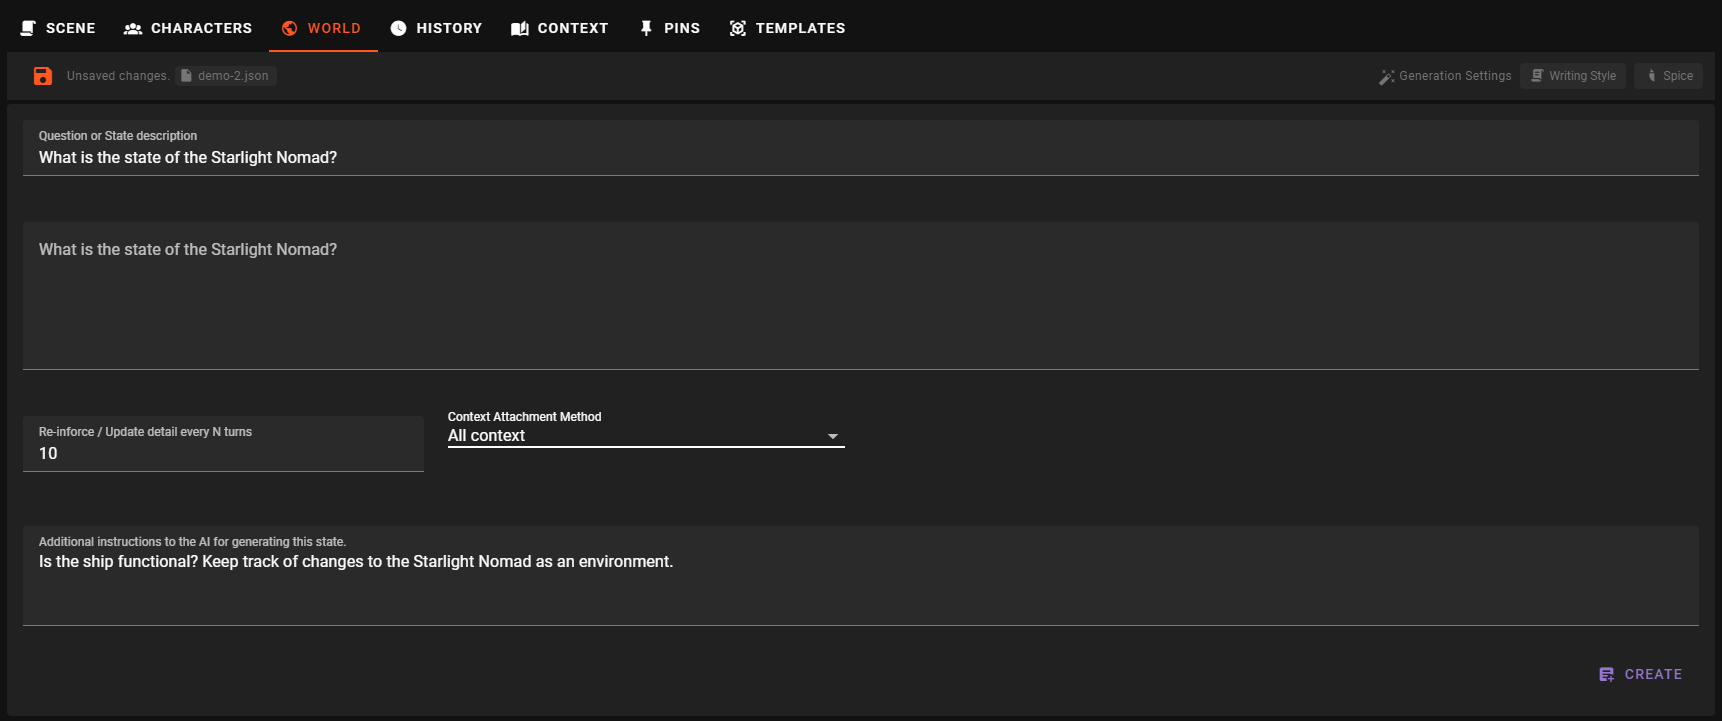 SCENE CHARACTERS WORLD HISTORY CONTEXT PINS TEMPLATES
Unsaved changes. demo-2.json Generation Settings Writing Style Spice
Question or State description
What is the state of the Starlight Nomad?
What is the state of the Starlight Nomad?
Re-inforce / Update detail every N turns
10
Context Attachment Method
All context
Additional instructions to the AI for generating this state.
Is the ship functional? Keep track of changes to the Starlight Nomad as an environment.
CREATE